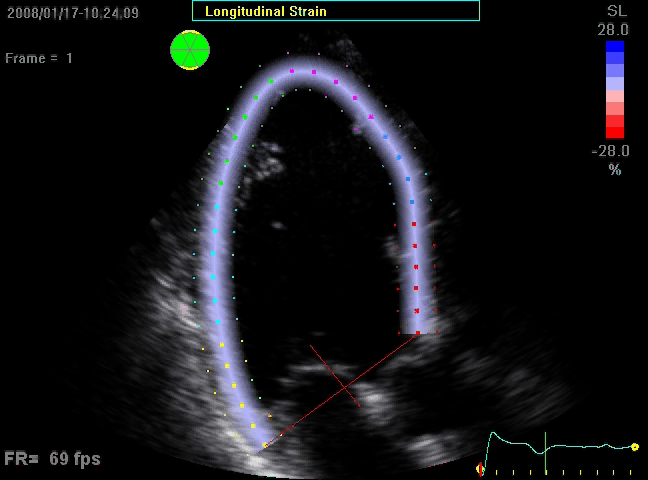 2008/01/17-10:24:09
Longitudinal Strain
SL
28.0
Frame = 1
-28.0
%
FR= 69 fps